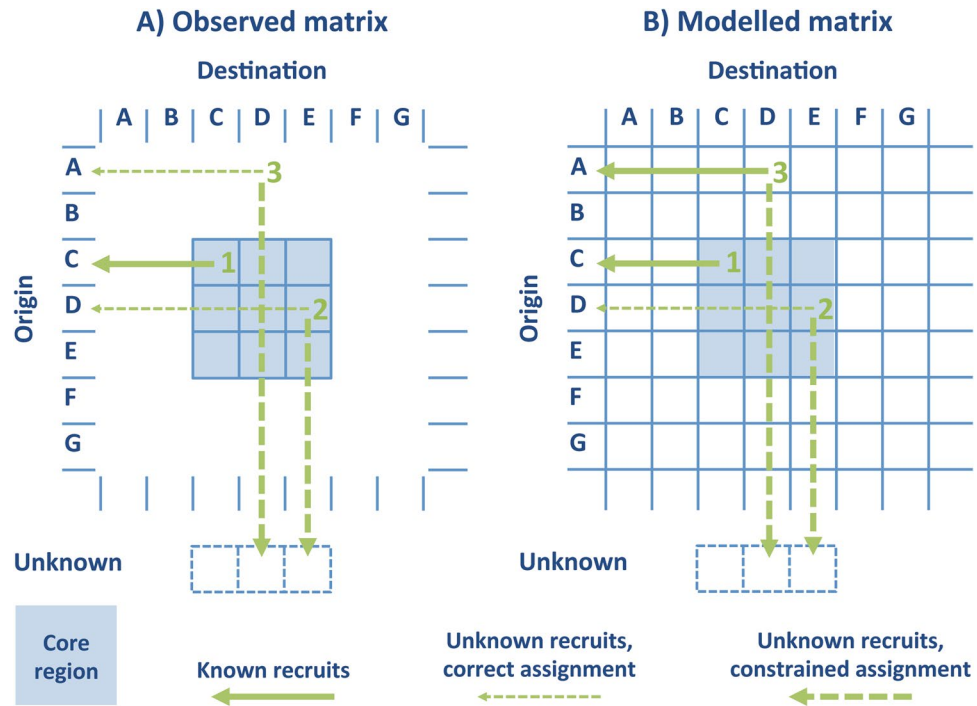 A) Observed matrix
Destination
A B C D E F G
Origin
A
B
C
D
E
F
G
3
1
2
Unknown
B) Modelled matrix
Destination
A B C D E F G
Origin
A
B
C
D
E
F
G
3
1
2
Unknown
Core
region
Known recruits
Unknown recruits,
correct assignment
Unknown recruits,
constrained assignment